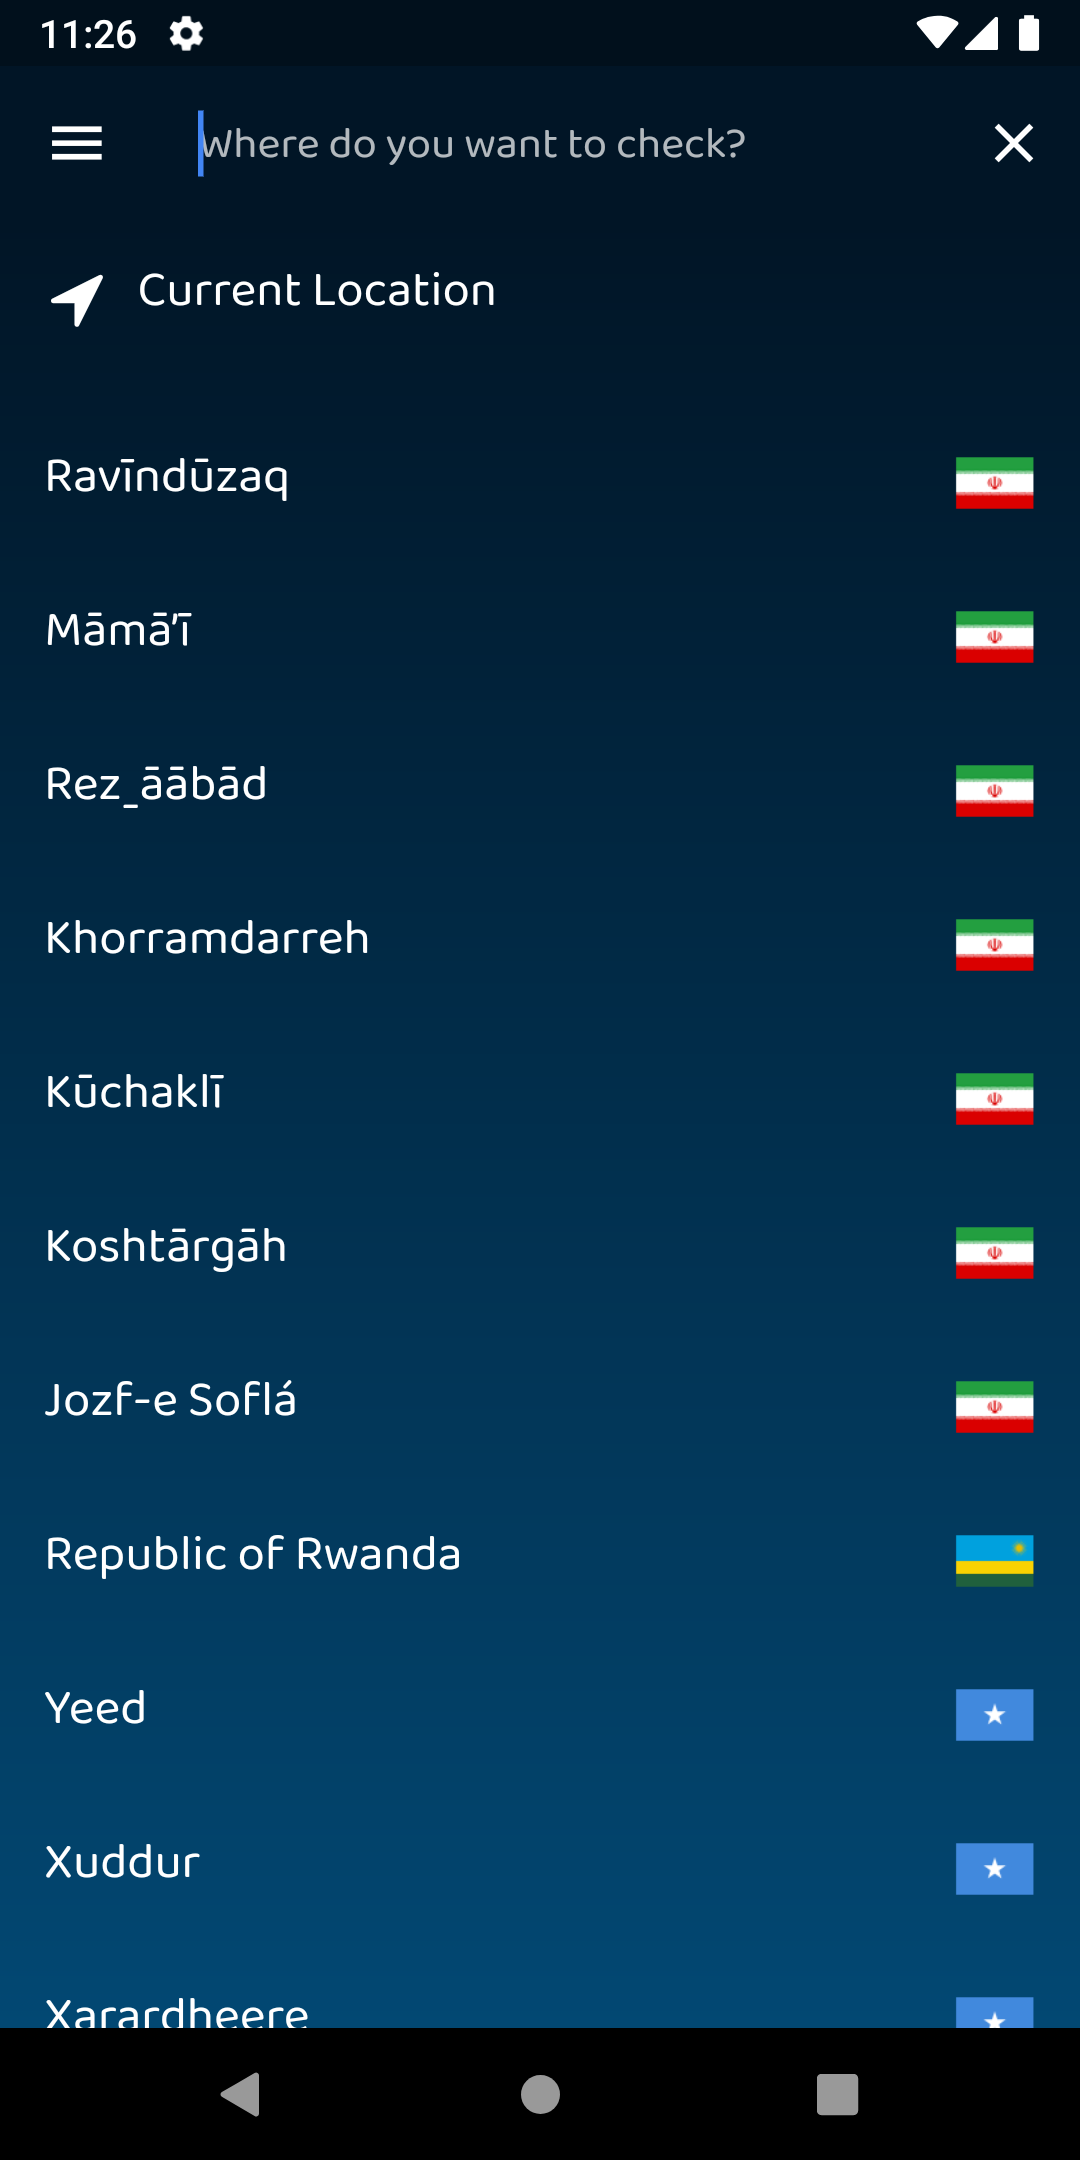 11:26
Where do you want to check?
Current Location
Ravīndūzaq
Māmā’ī
Rez_āābād
Khorramdarreh
Kūchaklī
Koshtārgāh
Jozf-e Soflá
Republic of Rwanda
Yeed
Xuddur
Xarardheere